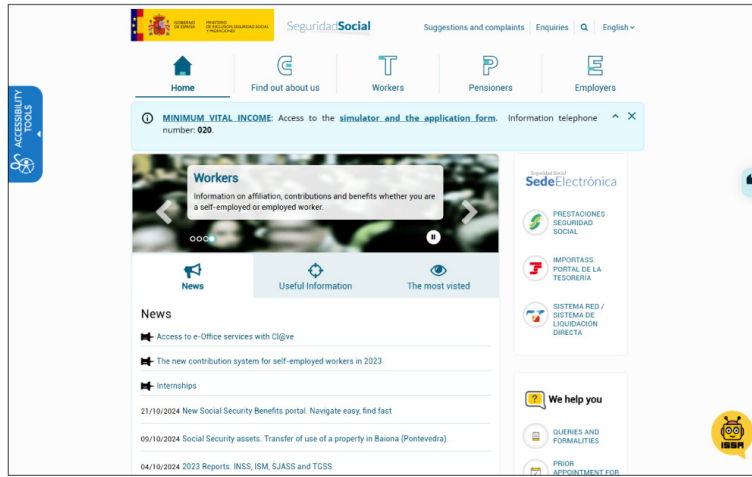 GOBIERNO
DE ESPAÑA
MINISTERIO
DE INCLUSIÓN, SEGURIDAD SOCIAL
Y MIGRACIONES
SeguridadSocial
Suggestions and complaints
Enquiries
English
Home
Find out about us
Workers
Pensioners
Employers
ACCESSIBILITY
TOOLS
MINIMUM VITAL INCOME: Access to the simulator and the application form. Information telephone
number: 020.
Workers
Information on affiliation, contributions and benefits whether you are
a self-employed or employed worker.
News
Useful Information
The most visted
News
Access to e-Office services with Cl@ve
The new contribution system for self-employed workers in 2023
Internships
21/10/2024 New Social Security Benefits portal. Navigate easy, find fast
09/10/2024 Social Security assets. Transfer of use of a property in Baiona (Pontevedra).
04/10/2024 2023 Reports. INSS, ISM, SJASS and TGSS
Seguridad Social
SedeElectrónica
PRESTACIONES
SEGURIDAD
SOCIAL
IMPORTASS.
PORTAL DE LA
TESORERÍA
SISTEMA RED /
SISTEMA DE
LIQUIDACIÓN
DIRECTA
We help you
QUERIES AND
FORMALITIES
PRIOR
APPOINTMENT FOR
ISSA